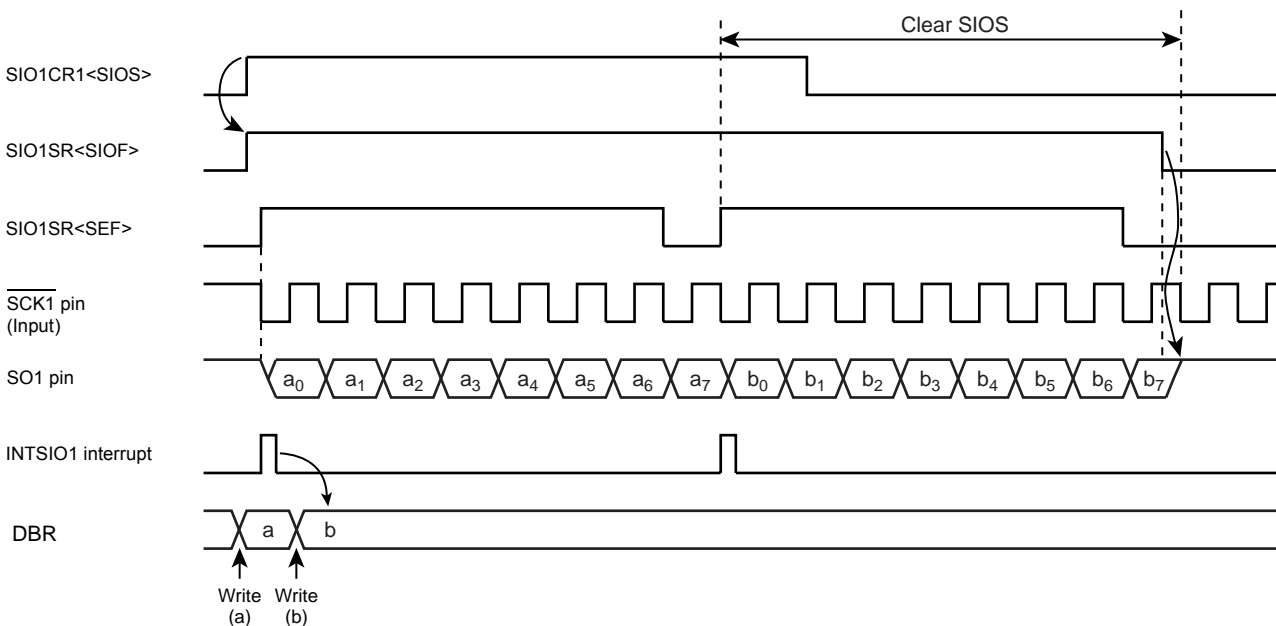 Clear SIOS
SIO1CR1<SIOS>
SIO1SR<SIOF>
SIO1SR<SEF>
SCK1 pin
(Input)
SO1 pin
a0 a1 a2 a3 a4 a5 a6 a7 b0 b1 b2 b3 b4 b5 b6 b7
INTSIO1 interrupt
DBR
a b
Write Write
(a) (b)